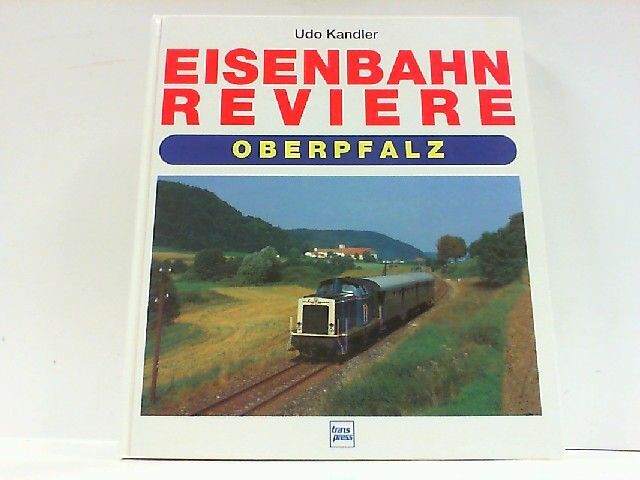 Udo Kandler
EISENBAHN
REVIERE
OBERPFALZ
trans
press